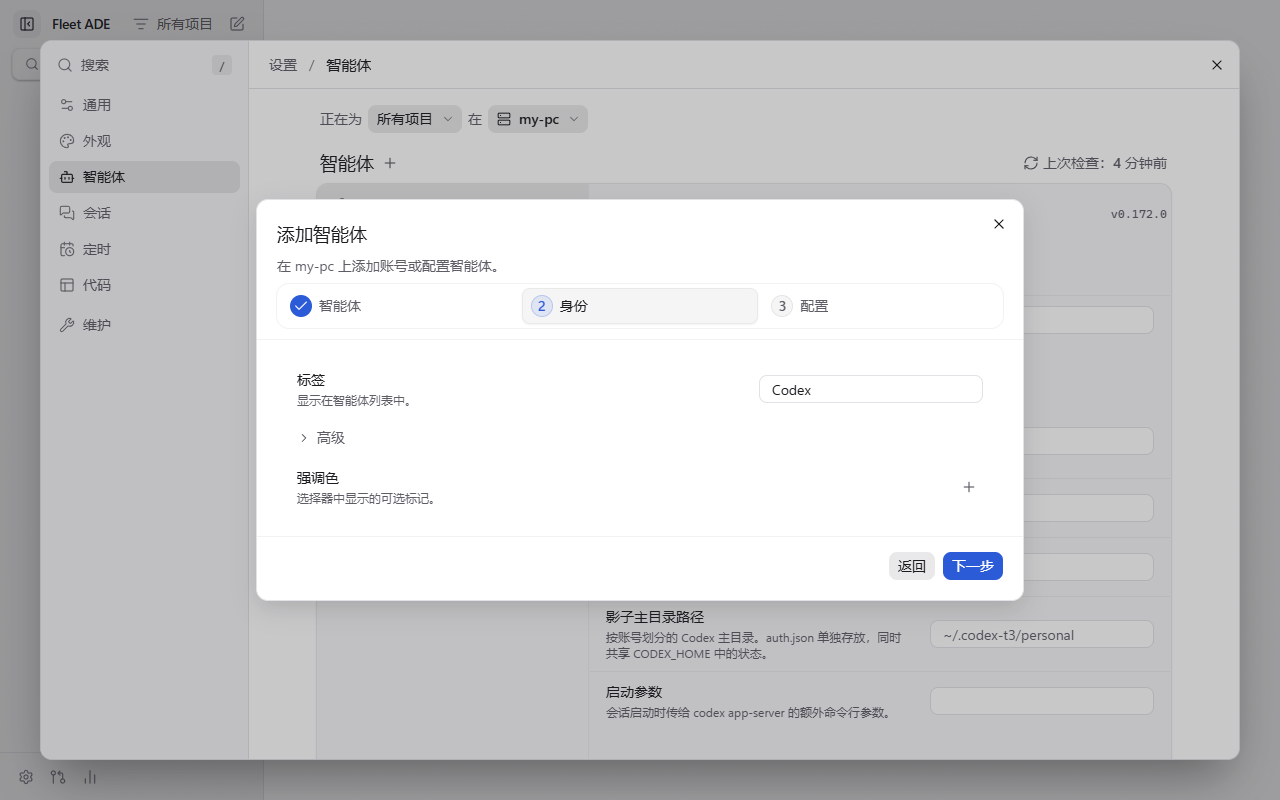 Fleet ADE
所有项目
搜索
/
通用
外观
智能体
会话
定时
代码
维护
设置 / 智能体
正在为 所有项目 在 my-pc
智能体
上次检查：4 分钟前
v0.172.0
添加智能体
在 my-pc 上添加账号或配置智能体。
智能体
2 身份
3 配置
标签
显示在智能体列表中。
Codex
高级
强调色
选择器中显示的可选标记。
返回
下一步
影子主目录路径
按账号划分的 Codex 主目录。auth.json 单独存放，同时
共享 CODEX_HOME 中的状态。
~/.codex-t3/personal
启动参数
会话启动时传给 codex app-server 的额外命令行参数。